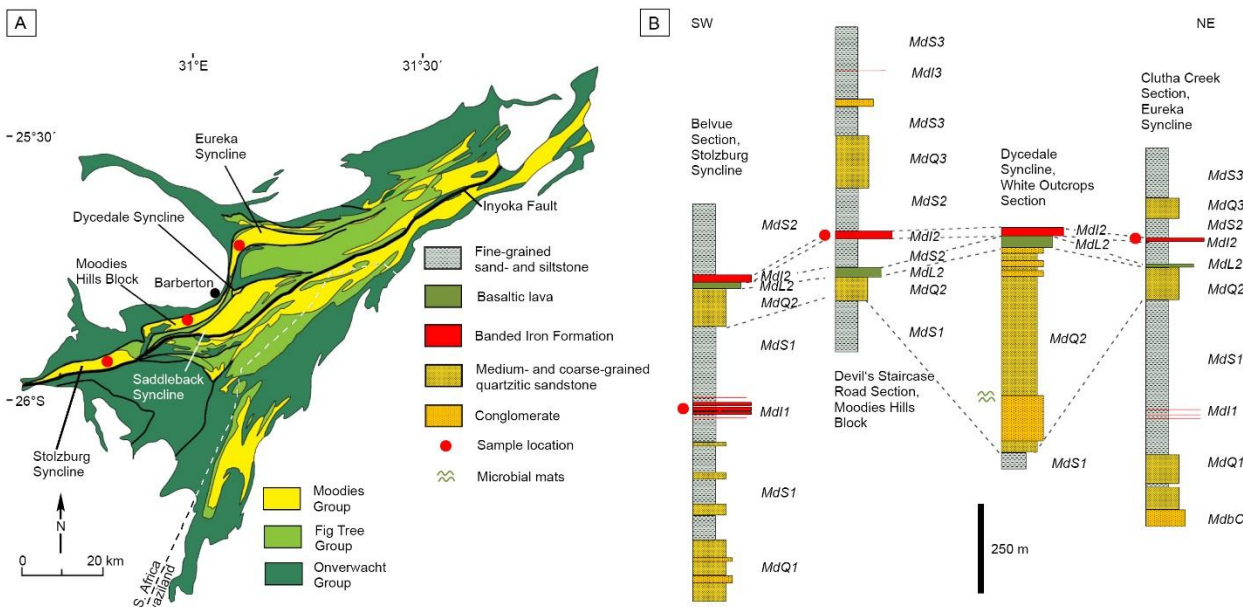 A
31°E
31°30´
25°30´
Eureka
Syncline
Dycedale Syncline
Inyoka Fault
Moodies
Hills Block
Barberton
Saddleback
Syncline
26°S
Stolzburg
Syncline
N
0
20 km
S. Africa
Fine-grained
sand- and siltstone
Basaltic lava
Banded Iron Formation
Medium- and coarse-grained
quartzitic sandstone
Conglomerate
Sample location
Microbial mats
Moodies
Group
Fig Tree
Group
Onverwacht
Group
B
SW
NE
Belvue
Section,
Stolzburg
Syncline
MdS2
MdI2
MdL2
MdQ2
MdS1
MdI1
MdS1
MdQ1
MdS3
MdI3
MdS3
MdQ3
MdS2
MdI2
MdS2
MdL2
MdQ2
MdS1
Devil's Staircase
Road Section,
Moodies Hills
Block
Dycedale
Syncline,
White Outcrops
Section
MdI2
MdL2
MdQ2
MdS1
Clutha Creek
Section,
Eureka
Syncline
MdS3
MdQ3
MdS2
MdI2
MdL2
MdQ2
MdS1
MdI1
MdQ1
MdbC
250 m